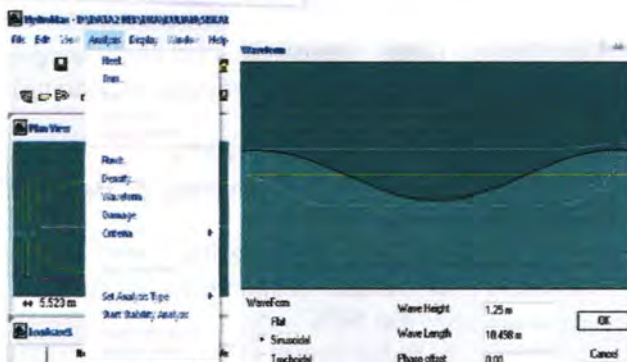 File Edit View Analysis Display Window Help
Heel...
Trim...
Plan View
Density...
Waveform
Damage
Criteria
5.523 m
Set Analysis Type
Start Stability Analysis
Waveform
WaveForm
Flat
Sinusoidal
Trochoidal
Wave Height 1.25 m
Wave Length 10.498 m
Phase offset 0.00
OK
Cancel